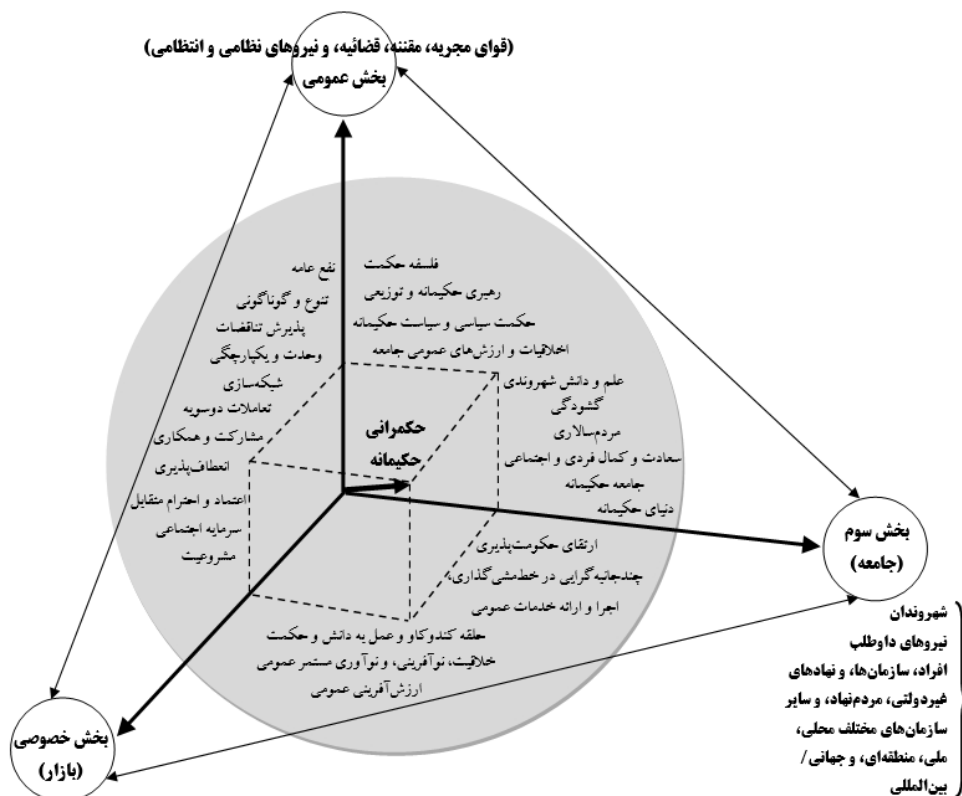 (قوای مجریه، مقننه، قضائیه، و نیروهای نظامی و انتظامی)
بخش عمومی
فلسفه حکمت
رهبری حکیمانه و توزیعی
حکمت سیاسی و سیاست حکیمانه
اخلاقیات و ارزش‌های عمومی جامعه
علم و دانش شهروندی
گشودگی
مردم‌سالاری
سعادت و کمال فردی و اجتماعی
جامعه حکیمانه
دنیای حکیمانه
نفع عامه
تنوع و گوناگونی
پذیرش تناقضات
وحدت و یکپارچگی
شبکه‌سازی
تعاملات دوسویه
مشارکت و همکاری
انعطاف‌پذیری
اعتماد و احترام متقابل
سرمایه اجتماعی
مشروعیت
حکمرانی
حکیمانه
ارتقای حکومت‌پذیری
چندجانبه‌گرایی در خط‌مشی‌گذاری،
اجرا و ارائه خدمات عمومی
حلقه کندوکاو و عمل به دانش و حکمت
خلاقیت، نوآفرینی، و نوآوری مستمر عمومی
ارزش‌آفرینی عمومی
بخش سوم
(جامعه)
شهروندان
نیروهای داوطلب
افراد، سازمان‌ها، و نهادهای
غیردولتی، مردم‌نهاد، و سایر
سازمان‌های مختلف محلی،
ملی، منطقه‌ای، و جهانی/
بین‌المللی
بخش خصوصی
(بازار)